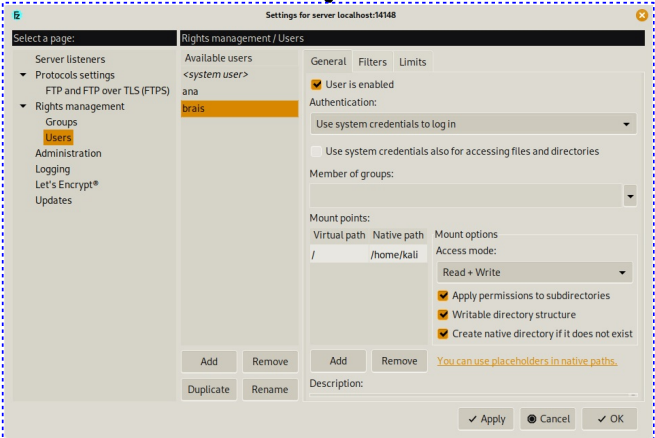 Settings for server localhost:14148
Select a page:
Server listeners
Protocols settings
FTP and FTP over TLS (FTPS)
Rights management
Groups
Users
Administration
Logging
Let's Encrypt®
Updates
Rights management / Users
Available users
<system user>
ana
brais
Add Remove
Duplicate Rename
General Filters Limits
User is enabled
Authentication:
Use system credentials to log in
Use system credentials also for accessing files and directories
Member of groups:
Mount points:
Virtual path Native path
/ /home/kali
Mount options
Access mode:
Read + Write
Apply permissions to subdirectories
Writable directory structure
Create native directory if it does not exist
Add Remove
You can use placeholders in native paths.
Description:
Apply Cancel OK